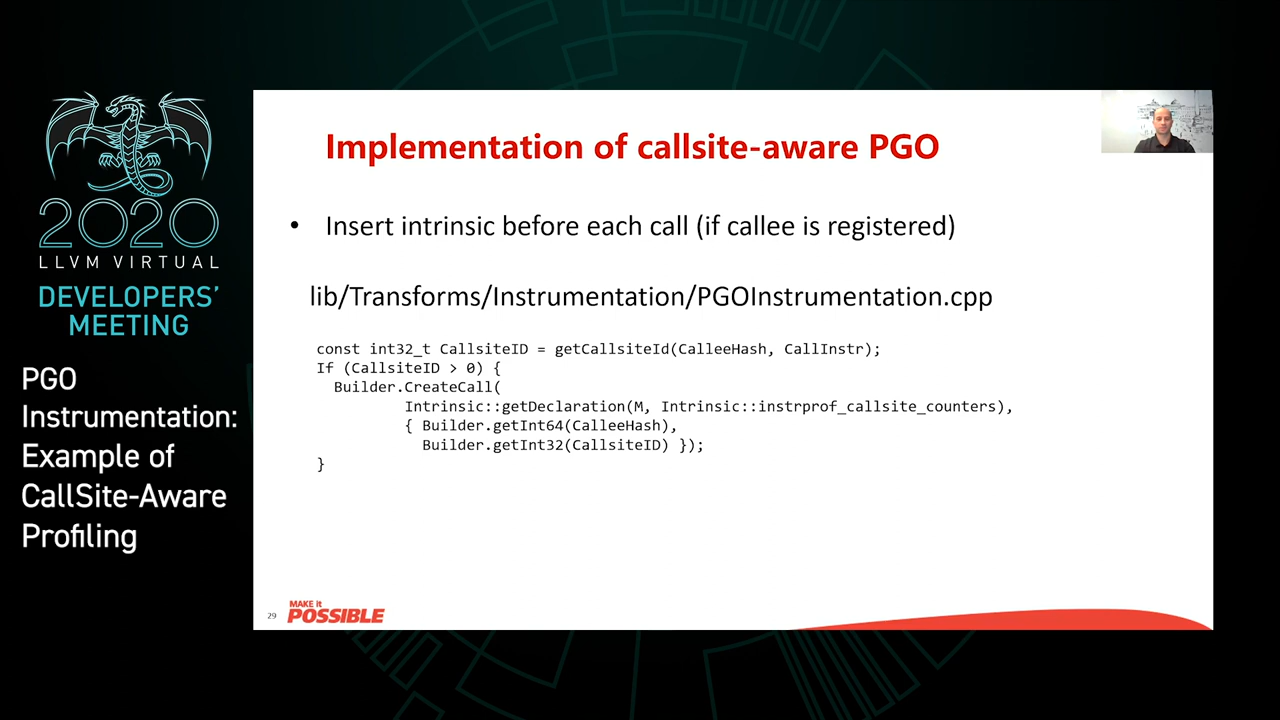 2020
LLVM VIRTUAL
DEVELOPERS'
MEETING
PGO
Instrumentation:
Example of
CallSite-Aware
Profiling
Implementation of callsite-aware PGO
• Insert intrinsic before each call (if callee is registered)
lib/Transforms/Instrumentation/PGOInstrumentation.cpp
const int32_t CallsiteID = getCallsiteId(CalleeHash, CallInstr);
If (CallsiteID > 0) {
Builder.CreateCall(
Intrinsic::getDeclaration(M, Intrinsic::instrprof_callsite_counters),
{ Builder.getInt64(CalleeHash),
Builder.getInt32(CallsiteID) });
}
29
MAKE it
POSSIBLE